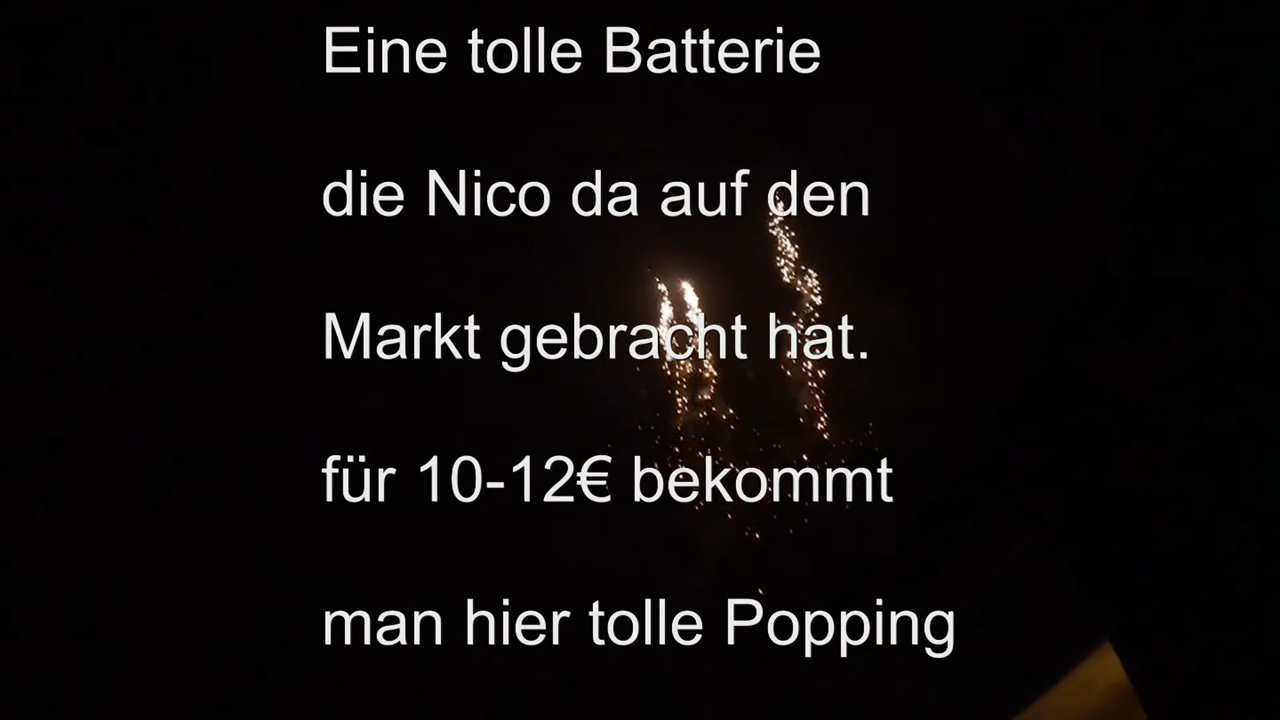 Eine tolle Batterie
die Nico da auf den
Markt gebracht hat.
für 10-12€ bekommt
man hier tolle Popping